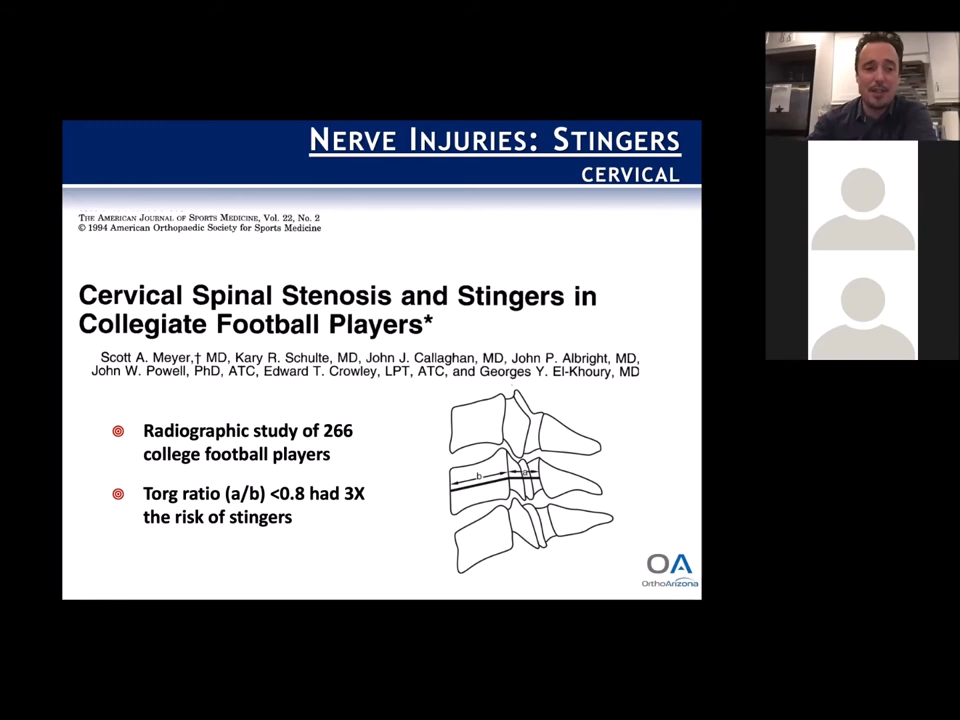 NERVE INJURIES: STINGERS
CERVICAL
THE AMERICAN JOURNAL OF SPORTS MEDICINE, Vol. 22, No. 2
© 1994 American Orthopaedic Society for Sports Medicine
Cervical Spinal Stenosis and Stingers in
Collegiate Football Players*
Scott A. Meyer,† MD, Kary R. Schulte, MD, John J. Callaghan, MD, John P. Albright, MD,
John W. Powell, PhD, ATC, Edward T. Crowley, LPT, ATC, and Georges Y. El-Khoury, MD
Radiographic study of 266
college football players
Torg ratio (a/b) <0.8 had 3X
the risk of stingers
b
a
OA
OrthoArizona